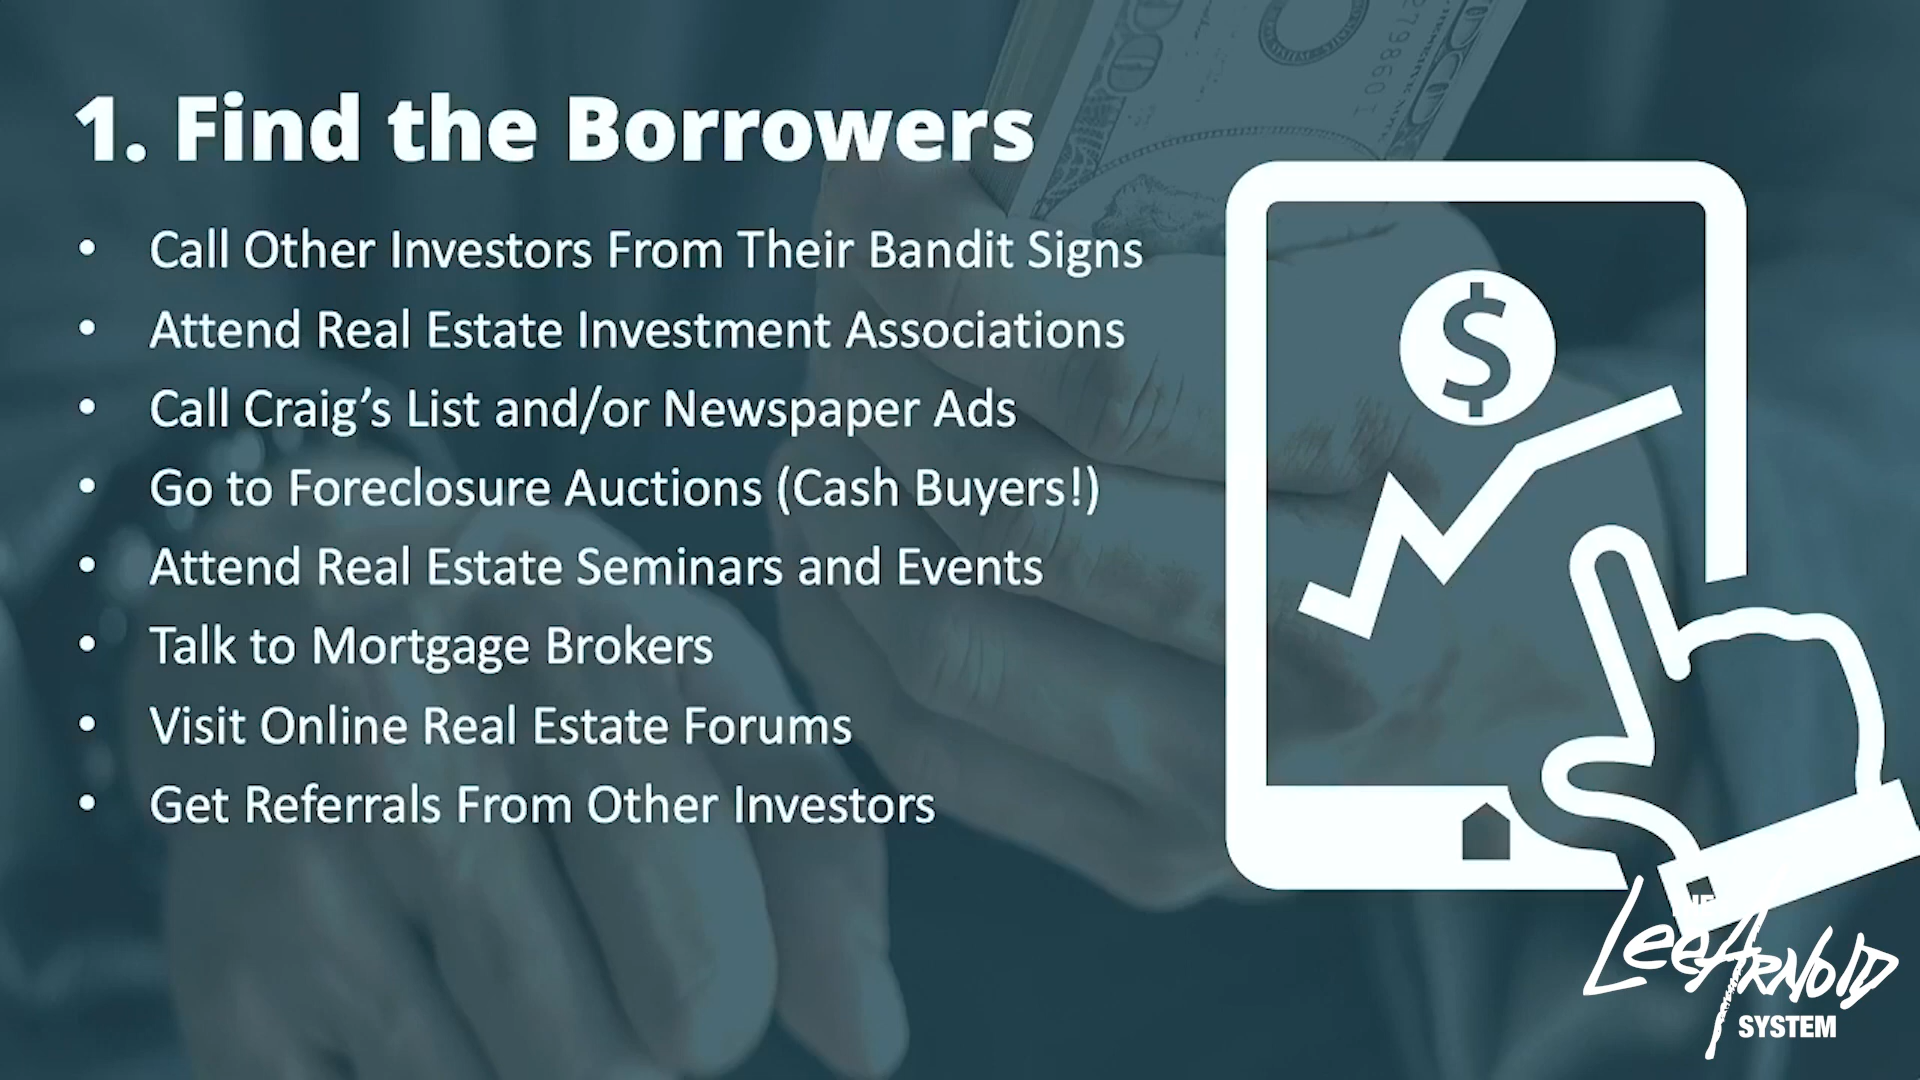 1. Find the Borrowers
• Call Other Investors From Their Bandit Signs
• Attend Real Estate Investment Associations
• Call Craig’s List and/or Newspaper Ads
• Go to Foreclosure Auctions (Cash Buyers!)
• Attend Real Estate Seminars and Events
• Talk to Mortgage Brokers
• Visit Online Real Estate Forums
• Get Referrals From Other Investors
$
Lee Arnold
SYSTEM